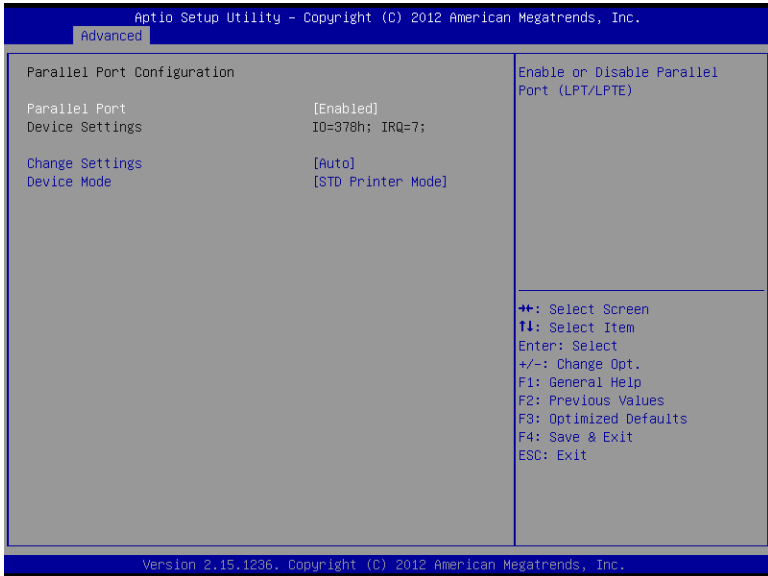 Aptio Setup Utility – Copyright (C) 2012 American Megatrends, Inc.
Advanced
Parallel Port Configuration
Parallel Port [Enabled]
Device Settings IO=378h; IRQ=7;
Change Settings [Auto]
Device Mode [STD Printer Mode]
Enable or Disable Parallel
Port (LPT/LPTE)
→←: Select Screen
↑↓: Select Item
Enter: Select
+/-: Change Opt.
F1: General Help
F2: Previous Values
F3: Optimized Defaults
F4: Save & Exit
ESC: Exit
Version 2.15.1236. Copyright (C) 2012 American Megatrends, Inc.